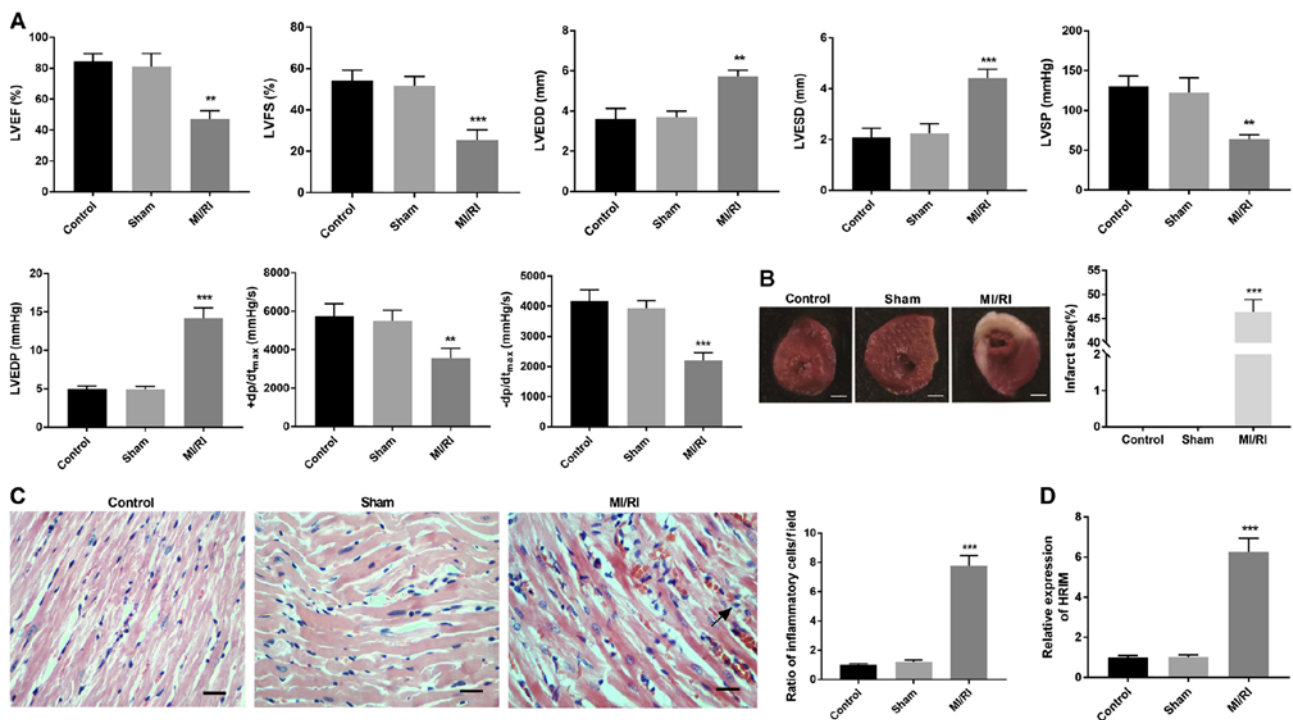 A
LVEF (%)
100
80
60
40
20
0
**
Control
Sham
MI/RI
LVFS (%)
80
60
40
20
0
***
Control
Sham
MI/RI
LVEDD (mm)
8
6
4
2
0
**
Control
Sham
MI/RI
LVESD (mm)
6
4
2
0
***
Control
Sham
MI/RI
LVSP (mmHg)
200
150
100
50
0
**
Control
Sham
MI/RI
LVEDP (mmHg)
20
15
10
5
0
***
Control
Sham
MI/RI
+dp/dtmax (mmHg/s)
8000
6000
4000
2000
0
**
Control
Sham
MI/RI
-dp/dtmax (mmHg/s)
5000
4000
3000
2000
1000
0
***
Control
Sham
MI/RI
B
Control
Sham
MI/RI
Infarct size(%)
55
50
45
40
2
1
0
***
Control
Sham
MI/RI
C
Control
Sham
MI/RI
Ratio of inflammatory cells/field
10
8
6
4
2
0
***
Control
Sham
MI/RI
D
Relative expression
of HRIM
8
6
4
2
0
***
Control
Sham
MI/RI